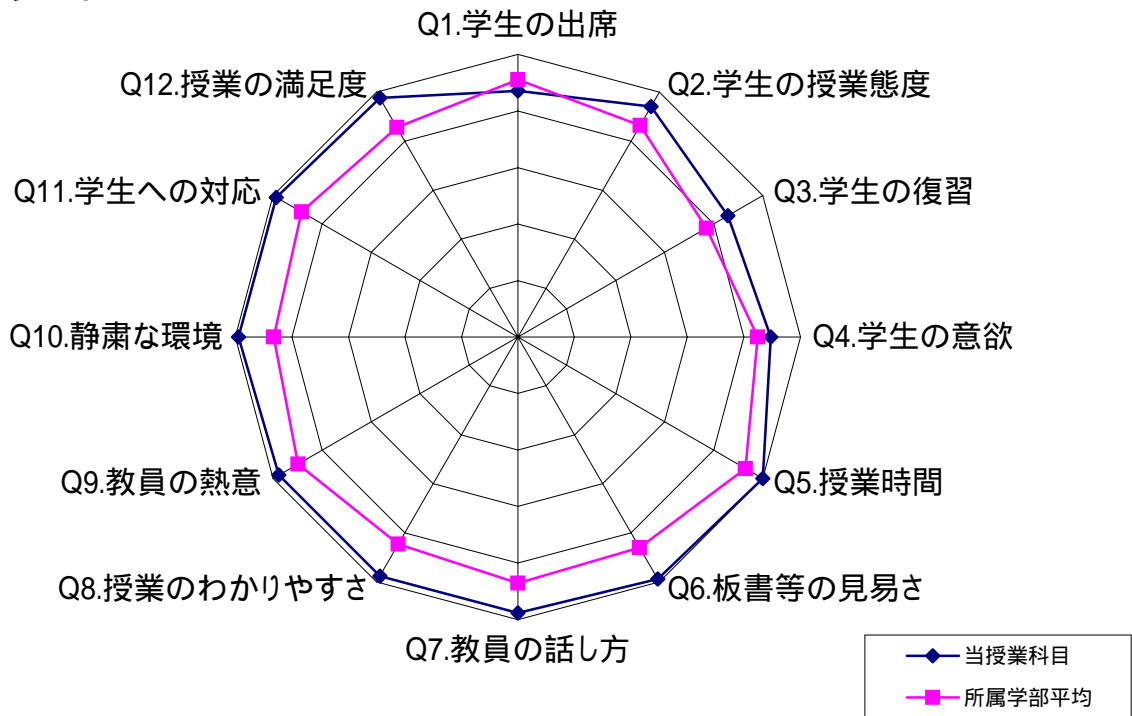 Q1.学生の出席
Q12.授業の満足度
Q2.学生の授業態度
Q11.学生への対応
Q3.学生の復習
Q10.静粛な環境
Q4.学生の意欲
Q9.教員の熱意
Q5.授業時間
Q8.授業のわかりやすさ
Q6.板書等の見易さ
Q7.教員の話し方
当授業科目
所属学部平均